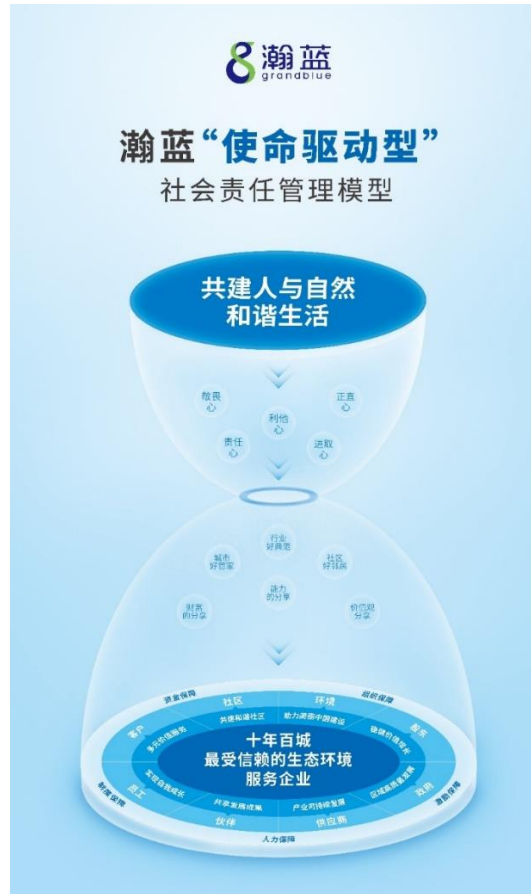 瀚蓝
grandblue
瀚蓝“使命驱动型”
社会责任管理模型
共建人与自然
和谐生活
敬畏
心
正直
心
利他
心
责任
心
进取
心
行业
好典范
城市
好管家
社区
好邻居
能力
的分享
财富
的分享
价值观
分享
资金保障
社区
环境
组织保障
客户
共建和谐社区
助力美丽中国建设
股东
多元价值服务
稳健价值增长
十年百城
最受信赖的生态环境
服务企业
制度保障
员工
实现自我成长
共享发展成果
产业可持续发展
区域高质量发展
政府
激励保障
伙伴
供应商
人力保障